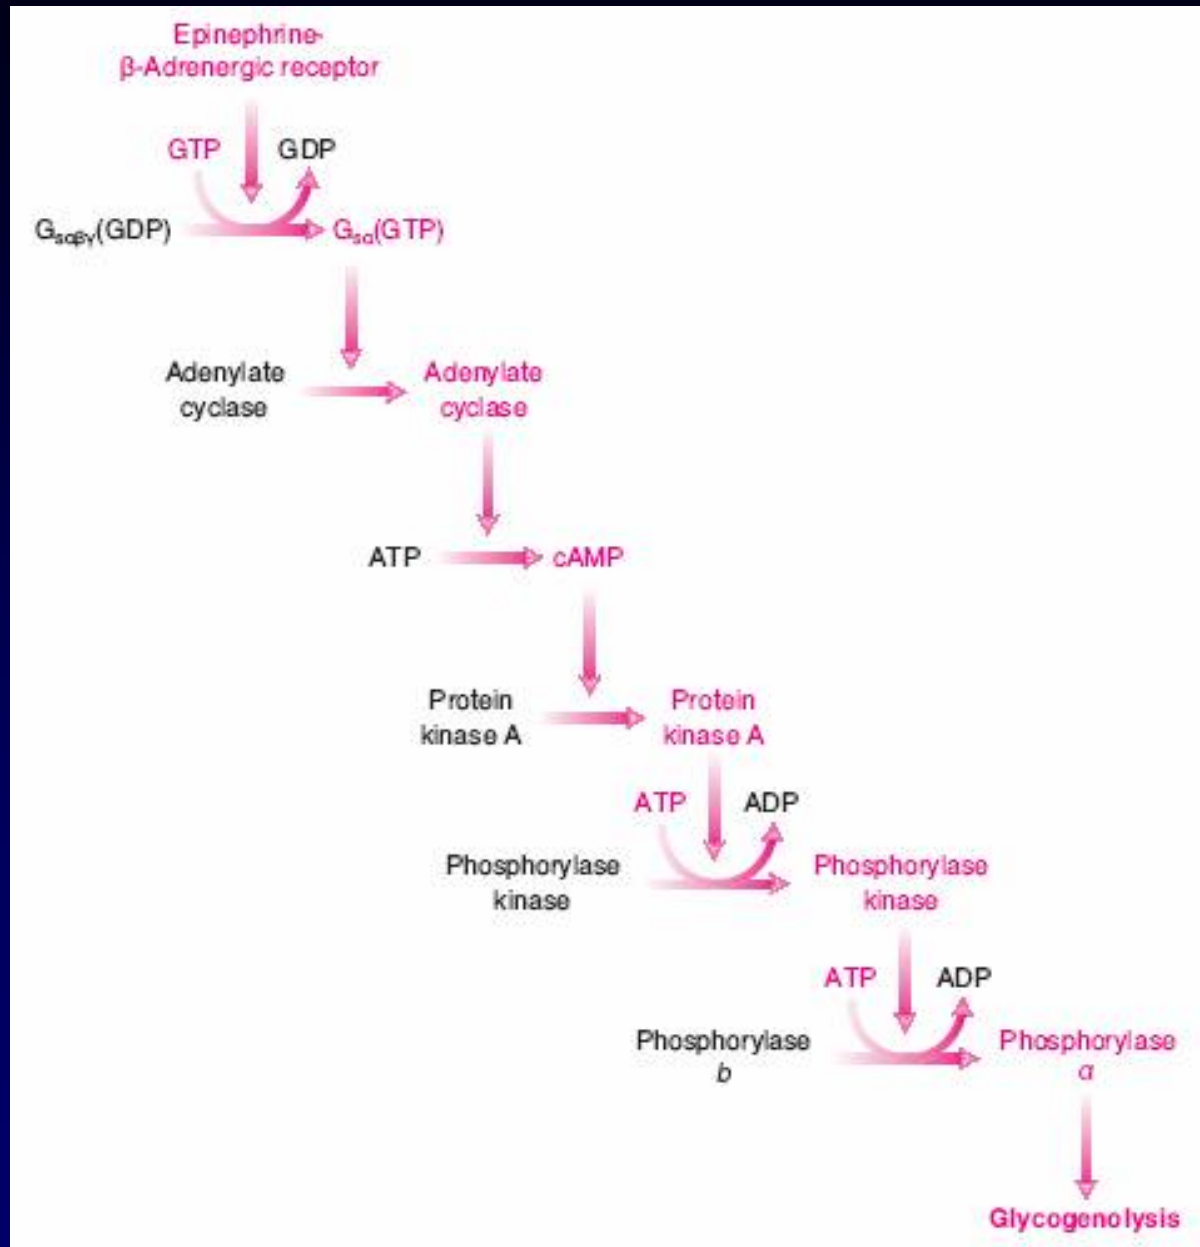 Epinephrine-
β-Adrenergic receptor
GTP GDP
Gsαβγ(GDP) Gsα(GTP)
Adenylate Adenylate
cyclase cyclase
ATP cAMP
Protein Protein
kinase A kinase A
ATP ADP
Phosphorylase Phosphorylase
kinase kinase
ATP ADP
Phosphorylase Phosphorylase
b a
Glycogenolysis